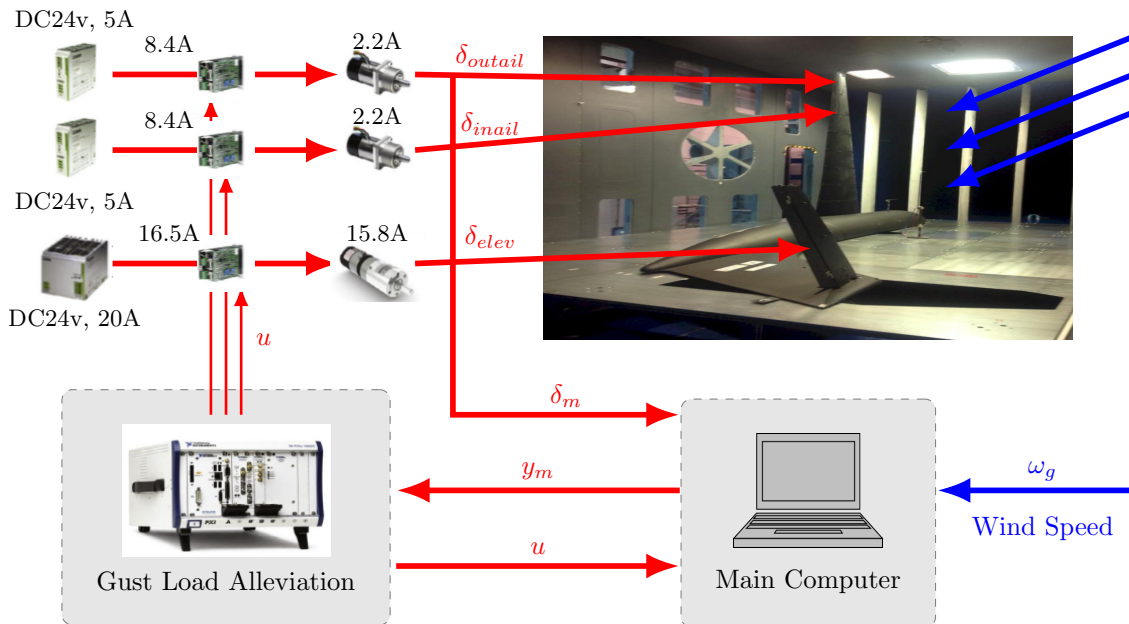 DC24v, 5A
8.4A
2.2A
δ_outail
8.4A
2.2A
δ_inail
DC24v, 5A
16.5A
15.8A
δ_elev
DC24v, 20A
u
δ_m
y_m
ω_g
Wind Speed
u
PXI
Gust Load Alleviation
Main Computer